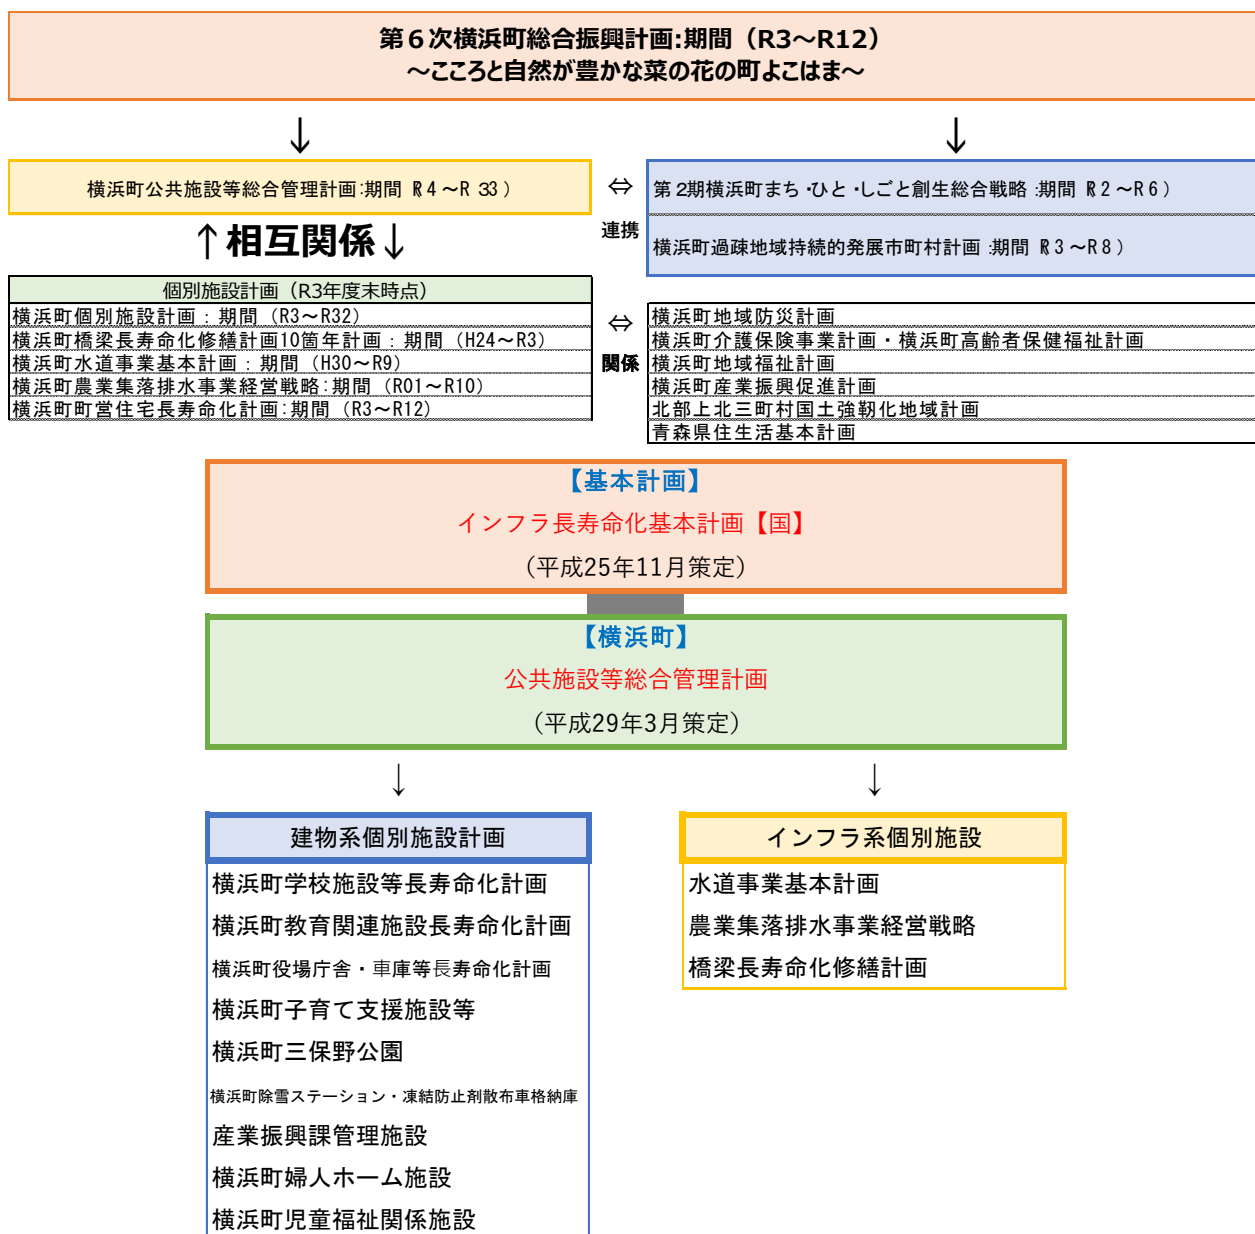 第６次横浜町総合振興計画:期間（R3～R12）
～こころと自然が豊かな菜の花の町よこはま～
↓
↓
横浜町公共施設等総合管理計画:期間（R4～R33）
⇔
連携
第2期横浜町まち・ひと・しごと創生総合戦略:期間（R2～R6）
横浜町過疎地域持続的発展市町村計画:期間（R3～R8）
↑相互関係↓
個別施設計画（R3年度末時点）
横浜町個別施設計画：期間（R3～R32）
横浜町橋梁長寿命化修繕計画10箇年計画：期間（H24～R3）
横浜町水道事業基本計画：期間（H30～R9）
横浜町農業集落排水事業経営戦略:期間（R01～R10）
横浜町町営住宅長寿命化計画:期間（R3～R12）
⇔
関係
横浜町地域防災計画
横浜町介護保険事業計画・横浜町高齢者保健福祉計画
横浜町地域福祉計画
横浜町産業振興促進計画
北部上北三町村国土強靭化地域計画
青森県住生活基本計画
【基本計画】
インフラ長寿命化基本計画【国】
（平成25年11月策定）
【横浜町】
公共施設等総合管理計画
（平成29年3月策定）
↓
↓
建物系個別施設計画
横浜町学校施設等長寿命化計画
横浜町教育関連施設長寿命化計画
横浜町役場庁舎・車庫等長寿命化計画
横浜町子育て支援施設等
横浜町三保野公園
横浜町除雪ステーション・凍結防止剤散布車格納庫
産業振興課管理施設
横浜町婦人ホーム施設
横浜町児童福祉関係施設
インフラ系個別施設
水道事業基本計画
農業集落排水事業経営戦略
橋梁長寿命化修繕計画